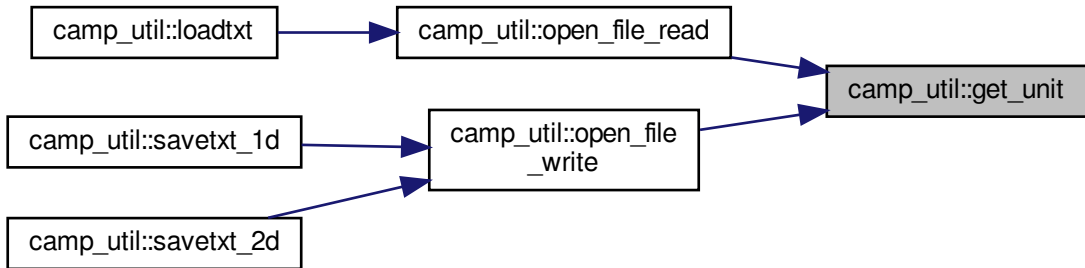 camp_util::loadtxt
camp_util::open_file_read
camp_util::get_unit
camp_util::savetxt_1d
camp_util::open_file
_write
camp_util::savetxt_2d